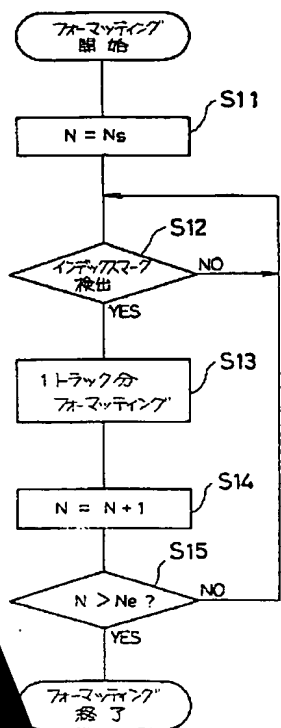 フォーマッティング
開始
S11
N = Ns
S12
インデックスマーク
検出
NO
YES
S13
1トラック分
フォーマッティング
S14
N = N+1
S15
N > Ne ?
NO
YES
フォーマッティング
終了